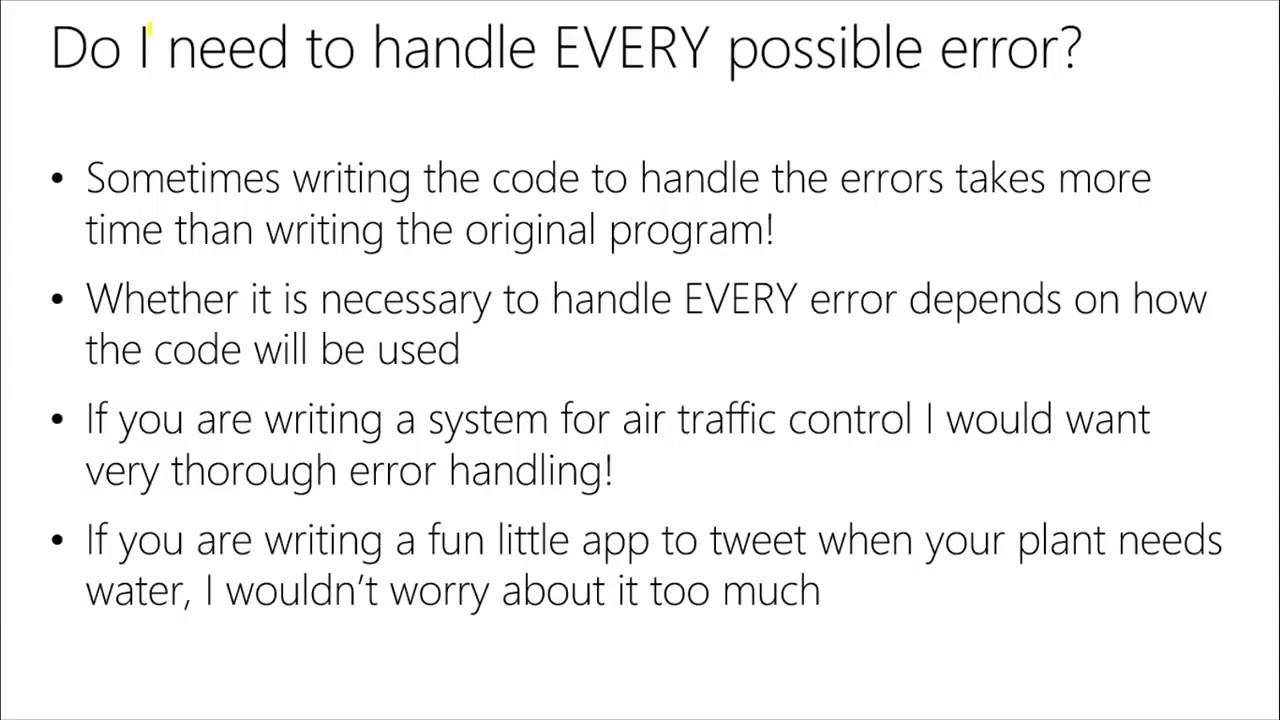 Do I need to handle EVERY possible error?
• Sometimes writing the code to handle the errors takes more
time than writing the original program!
• Whether it is necessary to handle EVERY error depends on how
the code will be used
• If you are writing a system for air traffic control I would want
very thorough error handling!
• If you are writing a fun little app to tweet when your plant needs
water, I wouldn’t worry about it too much